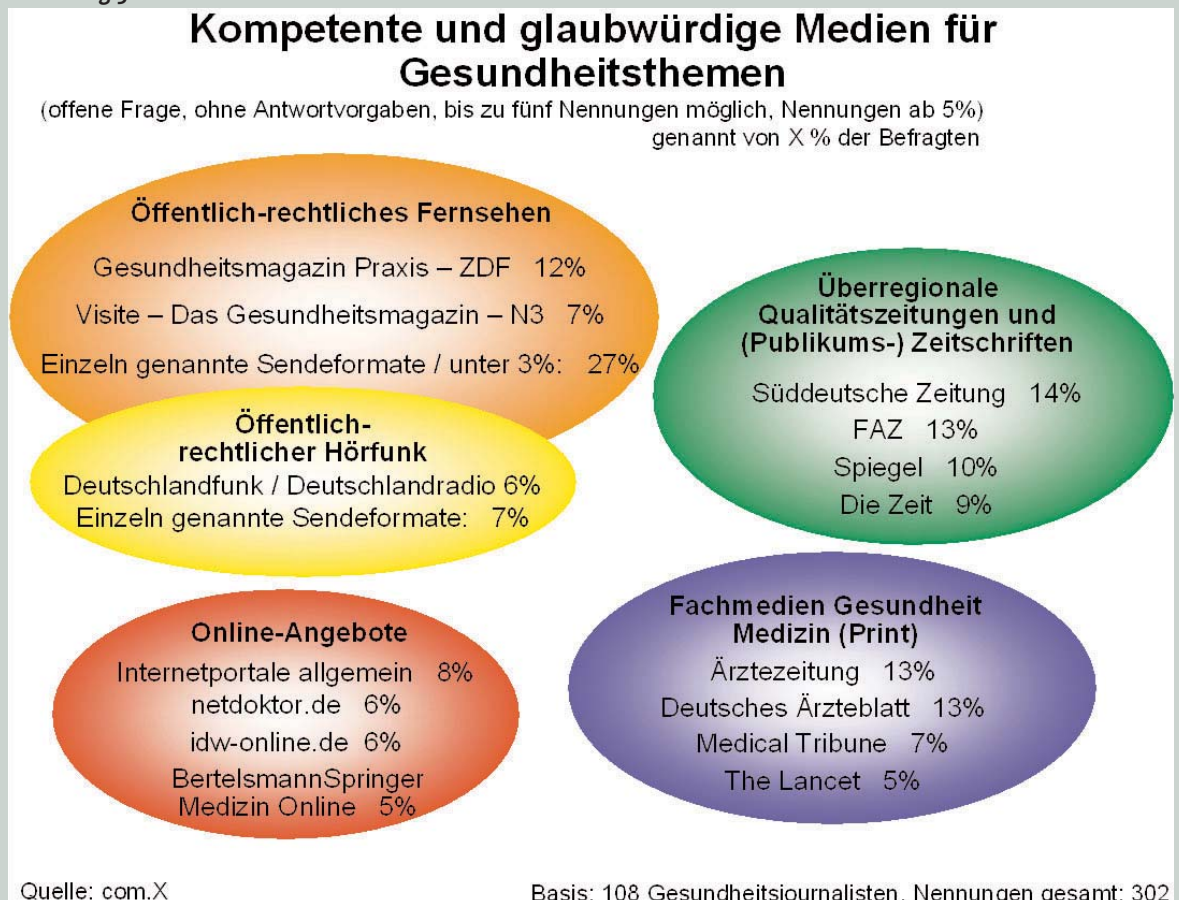 Kompetente und glaubwürdige Medien für
Gesundheitsthemen
(offene Frage, ohne Antwortvorgaben, bis zu fünf Nennungen möglich, Nennungen ab 5%)
genannt von X % der Befragten
Öffentlich-rechtliches Fernsehen
Gesundheitsmagazin Praxis – ZDF 12%
Visite – Das Gesundheitsmagazin – N3 7%
Einzeln genannte Sendeformate / unter 3%: 27%
Öffentlich-
rechtlicher Hörfunk
Deutschlandfunk / Deutschlandradio 6%
Einzeln genannte Sendeformate: 7%
Online-Angebote
Internetportale allgemein 8%
netdoktor.de 6%
idw-online.de 6%
BertelsmannSpringer
Medizin Online 5%
Überregionale
Qualitätszeitungen und
(Publikums-) Zeitschriften
Süddeutsche Zeitung 14%
FAZ 13%
Spiegel 10%
Die Zeit 9%
Fachmedien Gesundheit
Medizin (Print)
Ärztezeitung 13%
Deutsches Ärzteblatt 13%
Medical Tribune 7%
The Lancet 5%
Quelle: com.X
Basis: 108 Gesundheitsjournalisten, Nennungen gesamt: 302